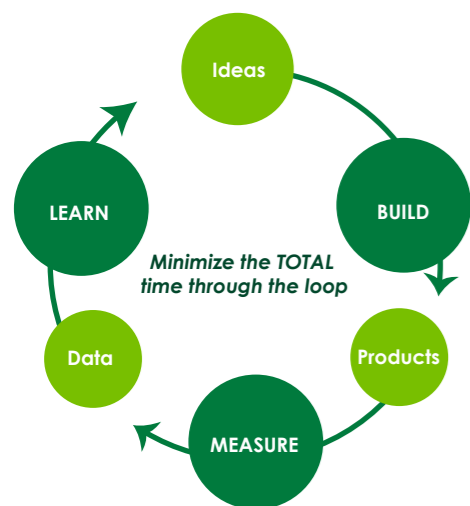 Ideas
BUILD
Products
MEASURE
Data
LEARN
Minimize the TOTAL
time through the loop